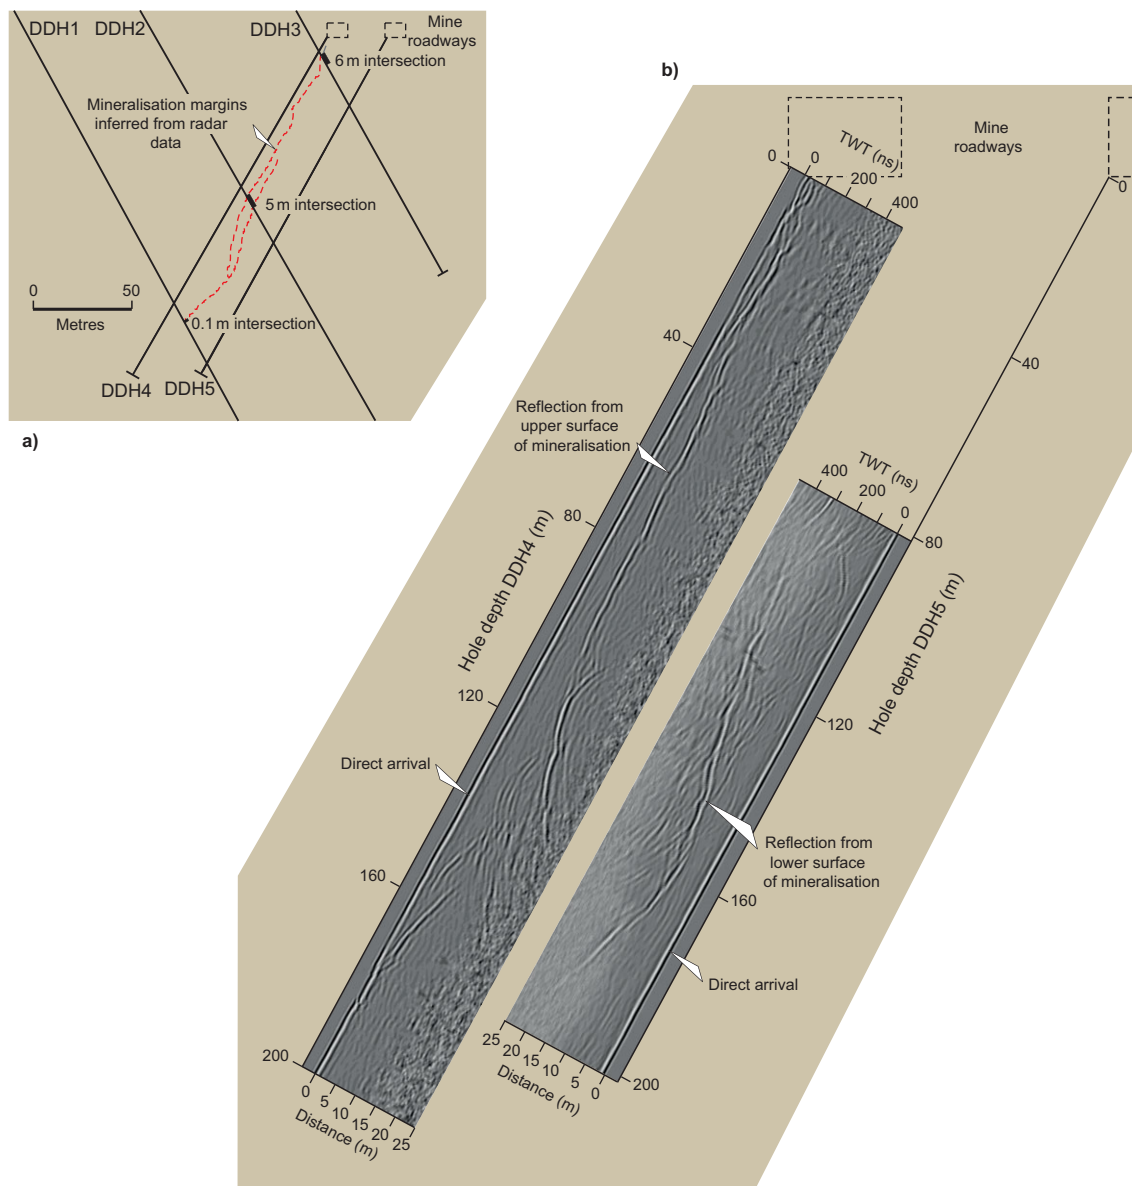 DDH1
DDH2
DDH3
Mine
roadways
6 m intersection
Mineralisation margins
inferred from radar
data
5 m intersection
0
50
Metres
0.1 m intersection
DDH4
DDH5
a)
b)
Mine
roadways
TWT (ns)
0
0
200
400
0
40
40
Reflection from
upper surface
of mineralisation
TWT (ns)
400
200
0
80
80
Hole depth DDH4 (m)
Hole depth DDH5 (m)
120
120
Direct arrival
Reflection from
lower surface
of mineralisation
160
160
Direct arrival
200
0
5
10
15
20
25
Distance (m)
25
20
15
10
5
0
200
Distance (m)